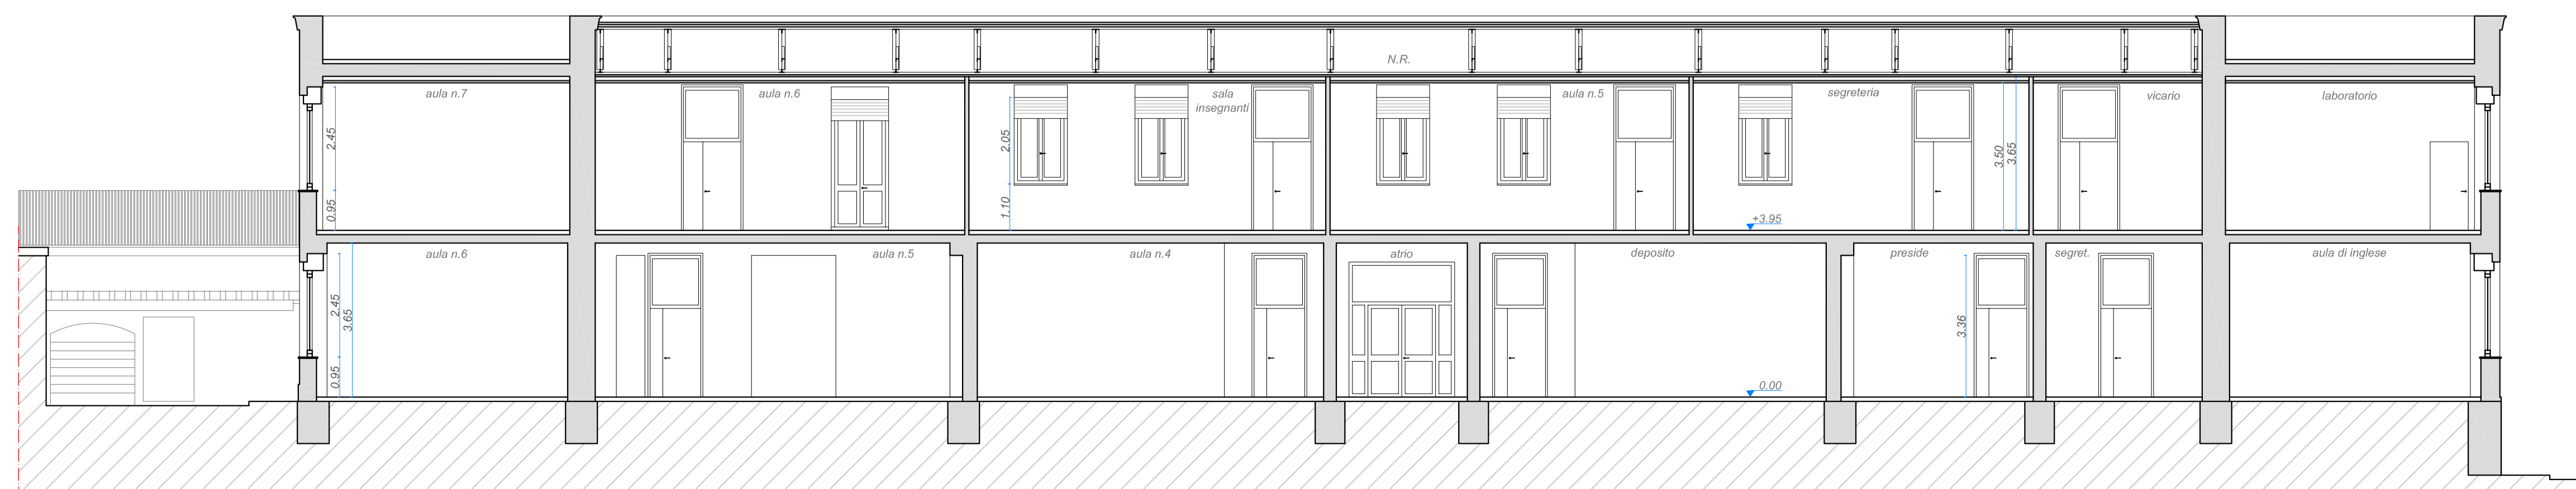 N.R.
aula n.7
aula n.6
sala
insegnanti
aula n.5
segreteria
vicario
laboratorio
2.45
0.95
2.05
1.10
3.50
3.65
+3.95
aula n.6
aula n.5
aula n.4
atrio
deposito
preside
segret.
aula di inglese
2.45
3.65
0.95
3.36
0.00